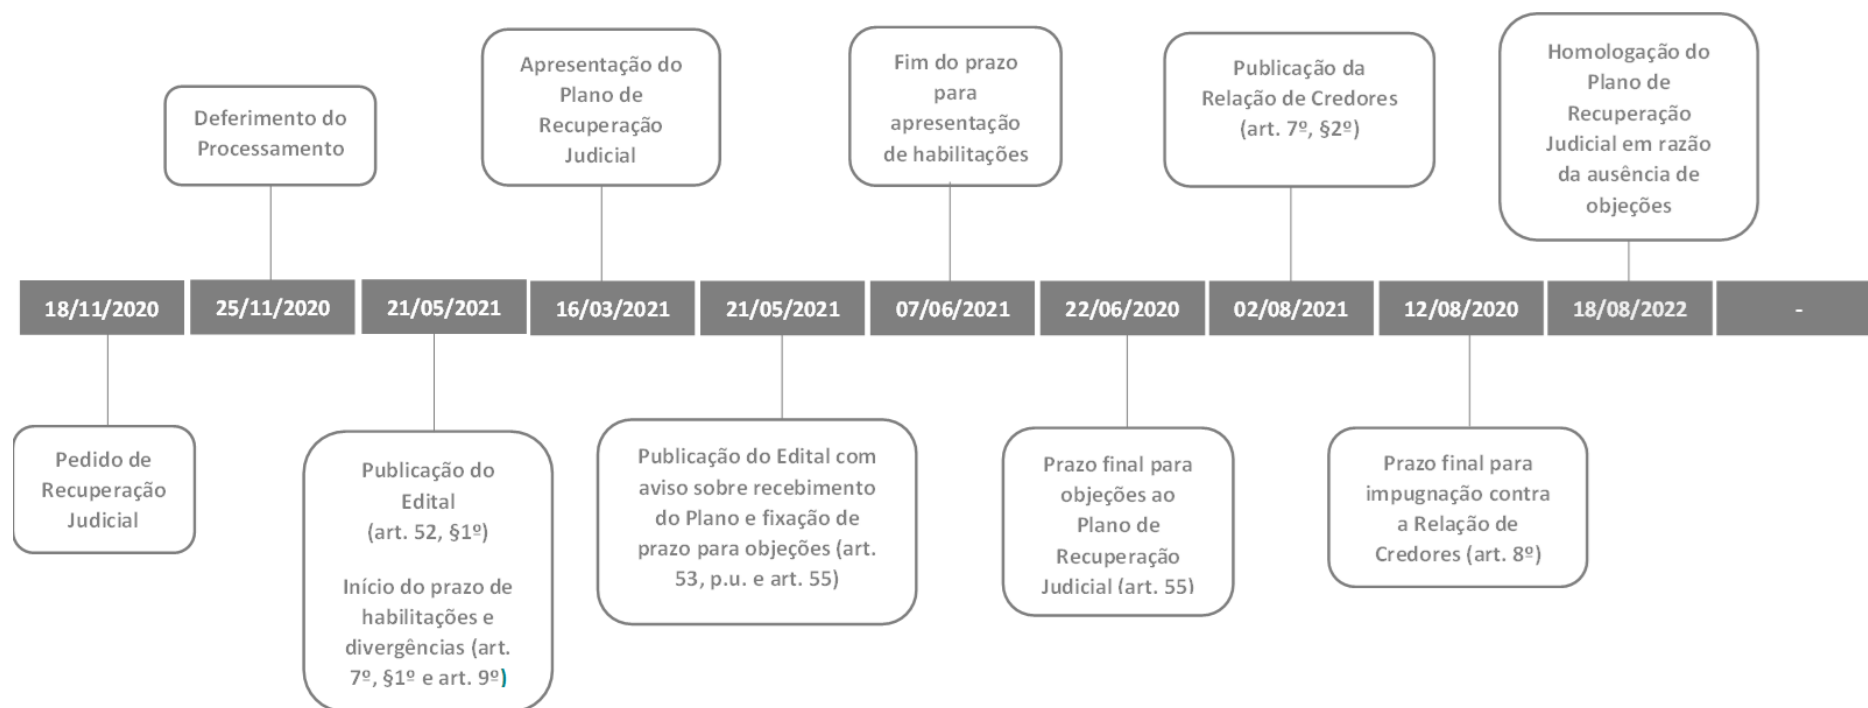 Deferimento do
Processamento
Apresentação do
Plano de
Recuperação
Judicial
Fim do prazo
para
apresentação
de habilitações
Publicação da
Relação de Credores
(art. 7º, §2º)
Homologação do
Plano de
Recuperação
Judicial em razão
da ausência de
objeções
18/11/2020
25/11/2020
21/05/2021
16/03/2021
21/05/2021
07/06/2021
22/06/2020
02/08/2021
12/08/2020
18/08/2022
-
Pedido de
Recuperação
Judicial
Publicação do
Edital
(art. 52, §1º)
Início do prazo de
habilitações e
divergências (art.
7º, §1º e art. 9º)
Publicação do Edital com
aviso sobre recebimento
do Plano e fixação de
prazo para objeções (art.
53, p.u. e art. 55)
Prazo final para
objeções ao
Plano de
Recuperação
Judicial (art. 55)
Prazo final para
impugnação contra
a Relação de
Credores (art. 8º)